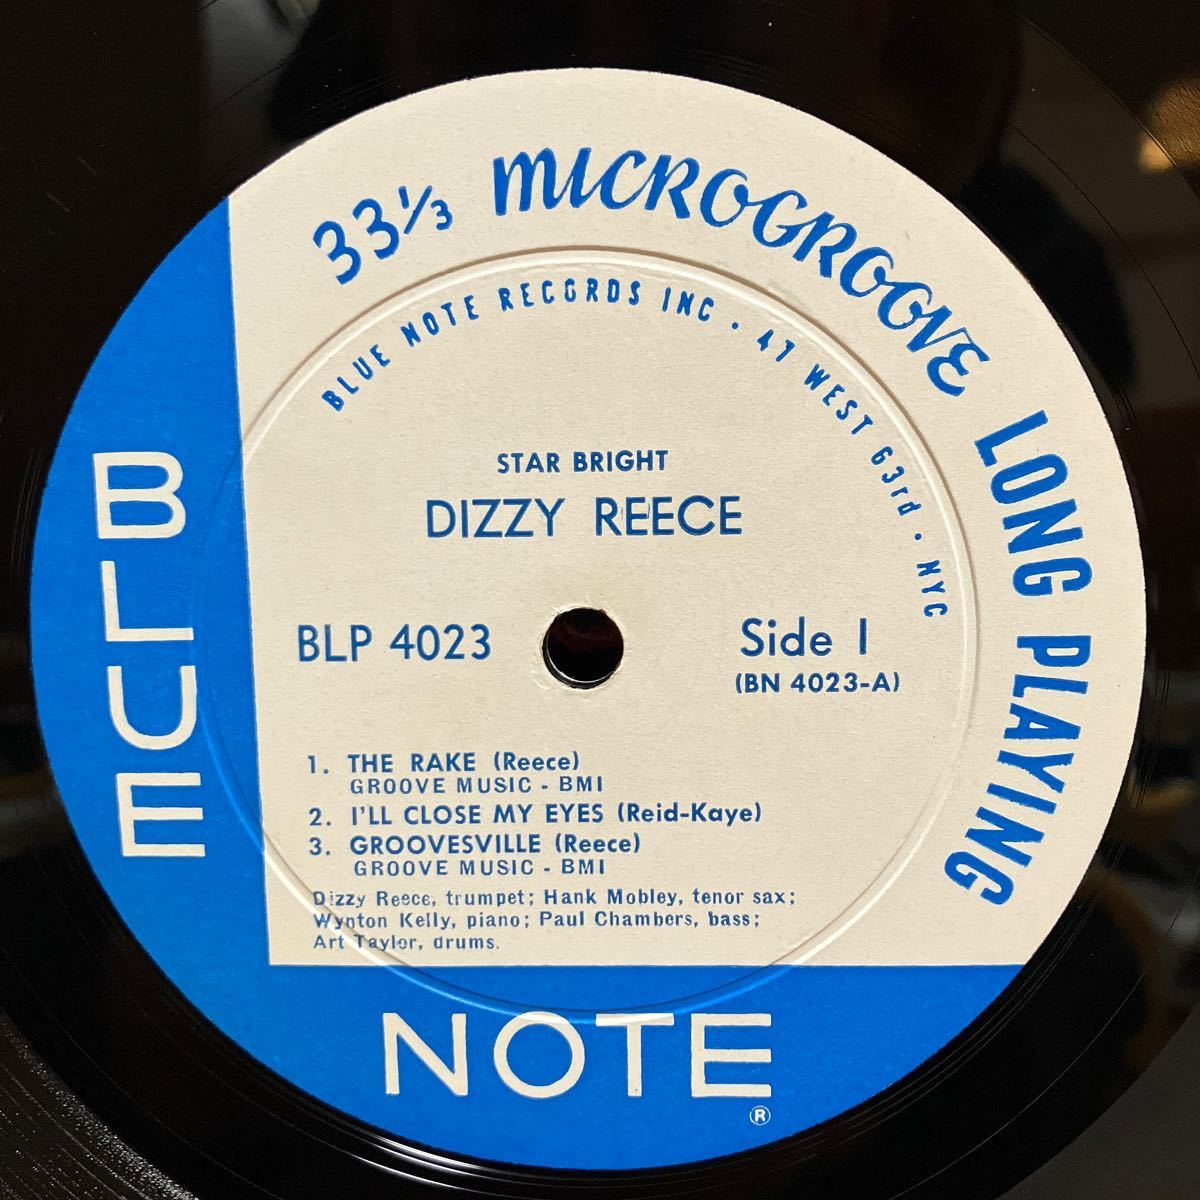 33⅓ MICROGROOVE LONG PLAYING
BLUE NOTE RECORDS INC • 47 WEST 63rd • NYC
STAR BRIGHT
DIZZY REECE
BLP 4023
Side 1
(BN 4023-A)
1. THE RAKE (Reece)
GROOVE MUSIC - BMI
2. I'LL CLOSE MY EYES (Reid-Kaye)
3. GROOVESVILLE (Reece)
GROOVE MUSIC - BMI
Dizzy Reece, trumpet; Hank Mobley, tenor sax;
Wynton Kelly, piano; Paul Chambers, bass;
Art Taylor, drums.
BLUE
NOTE
®